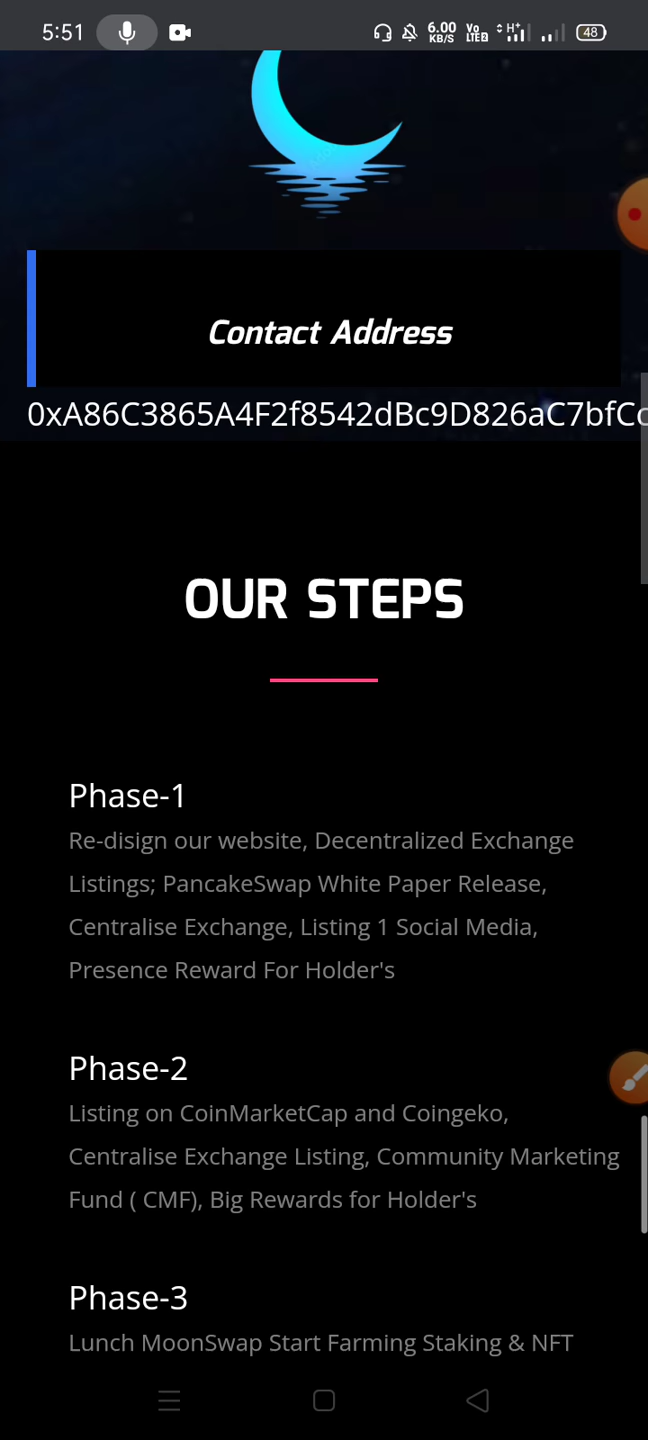 5:51
6.00
KB/S
Vo
LTE2
H+
48
Contact Address
0xA86C3865A4F2f8542dBc9D826aC7bfCc
OUR STEPS
Phase-1
Re-disign our website, Decentralized Exchange
Listings; PancakeSwap White Paper Release,
Centralise Exchange, Listing 1 Social Media,
Presence Reward For Holder's
Phase-2
Listing on CoinMarketCap and Coingeko,
Centralise Exchange Listing, Community Marketing
Fund ( CMF), Big Rewards for Holder's
Phase-3
Lunch MoonSwap Start Farming Staking & NFT